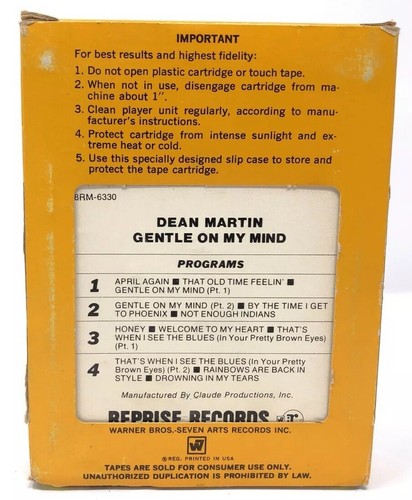 IMPORTANT
For best results and highest fidelity:
1. Do not open plastic cartridge or touch tape.
2. When not in use, disengage cartridge from ma-
chine about 1".
3. Clean player unit regularly, according to manu-
facturer's instructions.
4. Protect cartridge from intense sunlight and ex-
treme heat or cold.
5. Use this specially designed slip case to store and
protect the tape cartridge.
8RM-6330
DEAN MARTIN
GENTLE ON MY MIND
PROGRAMS
1 APRIL AGAIN ■ THAT OLD TIME FEELIN' ■
GENTLE ON MY MIND (Pt. 1)
2 GENTLE ON MY MIND (Pt. 2) ■ BY THE TIME I GET
TO PHOENIX ■ NOT ENOUGH INDIANS
3 HONEY ■ WELCOME TO MY HEART ■ THAT'S
WHEN I SEE THE BLUES (In Your Pretty Brown Eyes)
(Pt. 1)
4 THAT'S WHEN I SEE THE BLUES (In Your Pretty
Brown Eyes) (Pt. 2) ■ RAINBOWS ARE BACK IN
STYLE ■ DROWNING IN MY TEARS
Manufactured By Claude Productions, Inc.
REPRISE RECORDS
WARNER BROS.-SEVEN ARTS RECORDS INC.
W7
® REG. PRINTED IN USA
TAPES ARE SOLD FOR CONSUMER USE ONLY.
UNAUTHORIZED DUPLICATION IS PROHIBITED BY LAW.